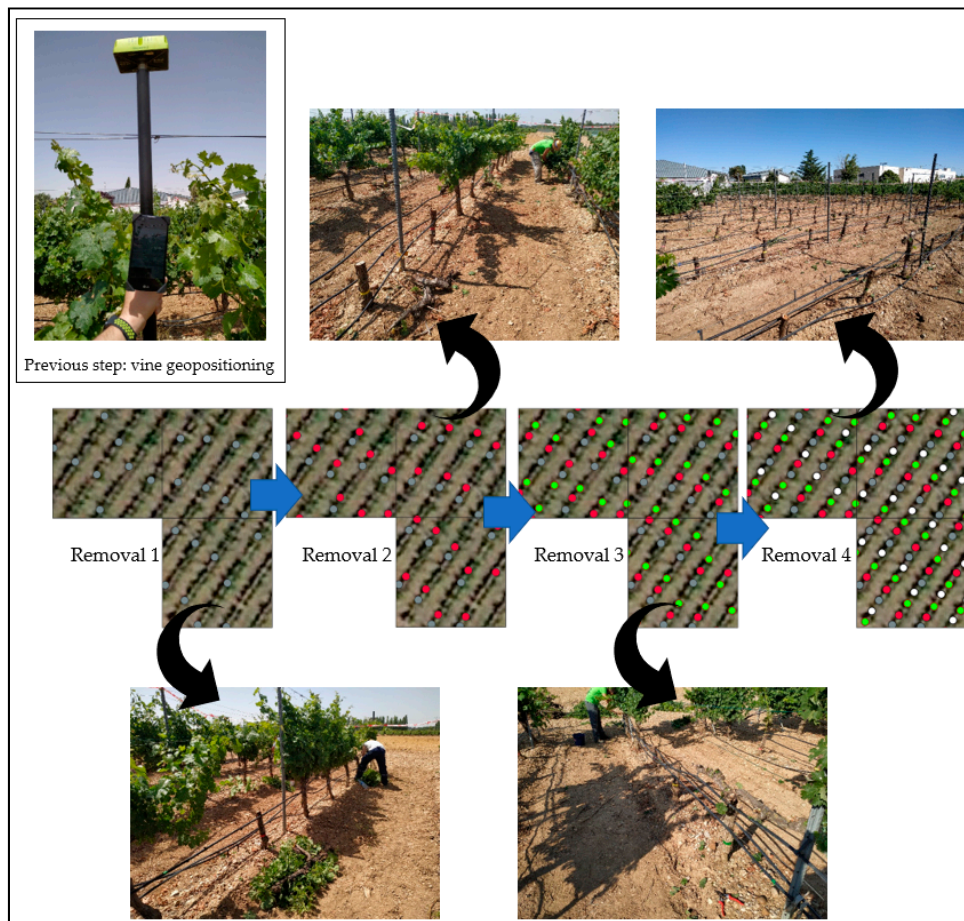 Previous step: vine geopositioning
Removal 1
Removal 2
Removal 3
Removal 4